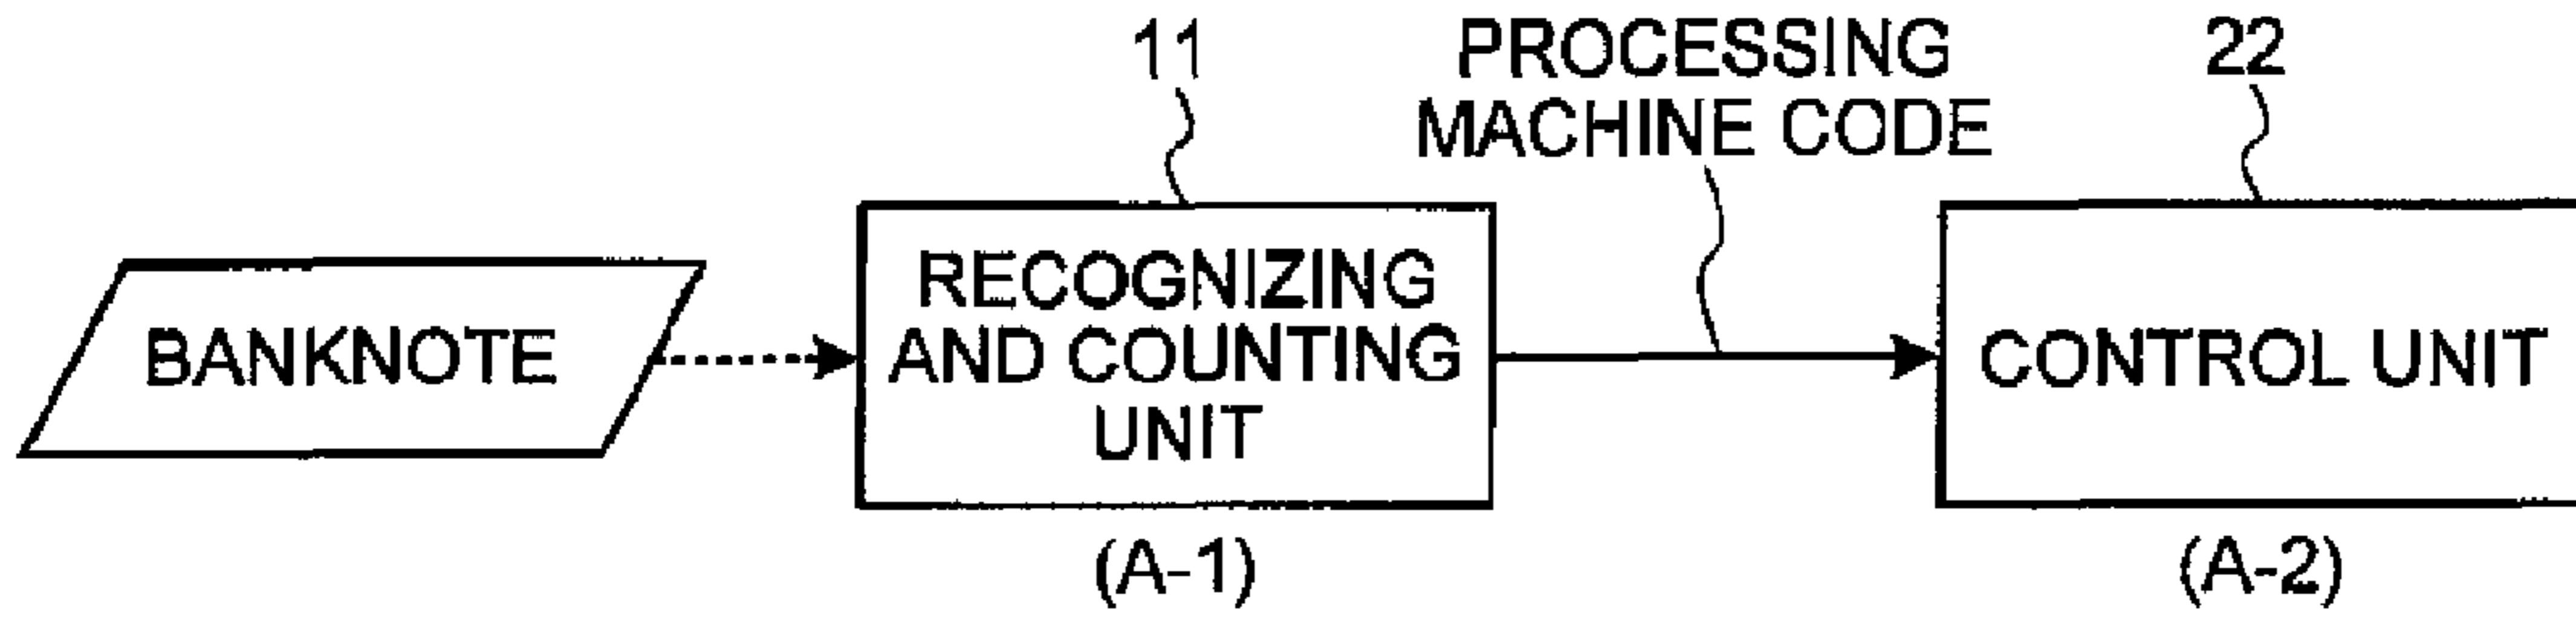 11
PROCESSING
MACHINE CODE
22
BANKNOTE
RECOGNIZING
AND COUNTING
UNIT
CONTROL UNIT
(A-1)
(A-2)